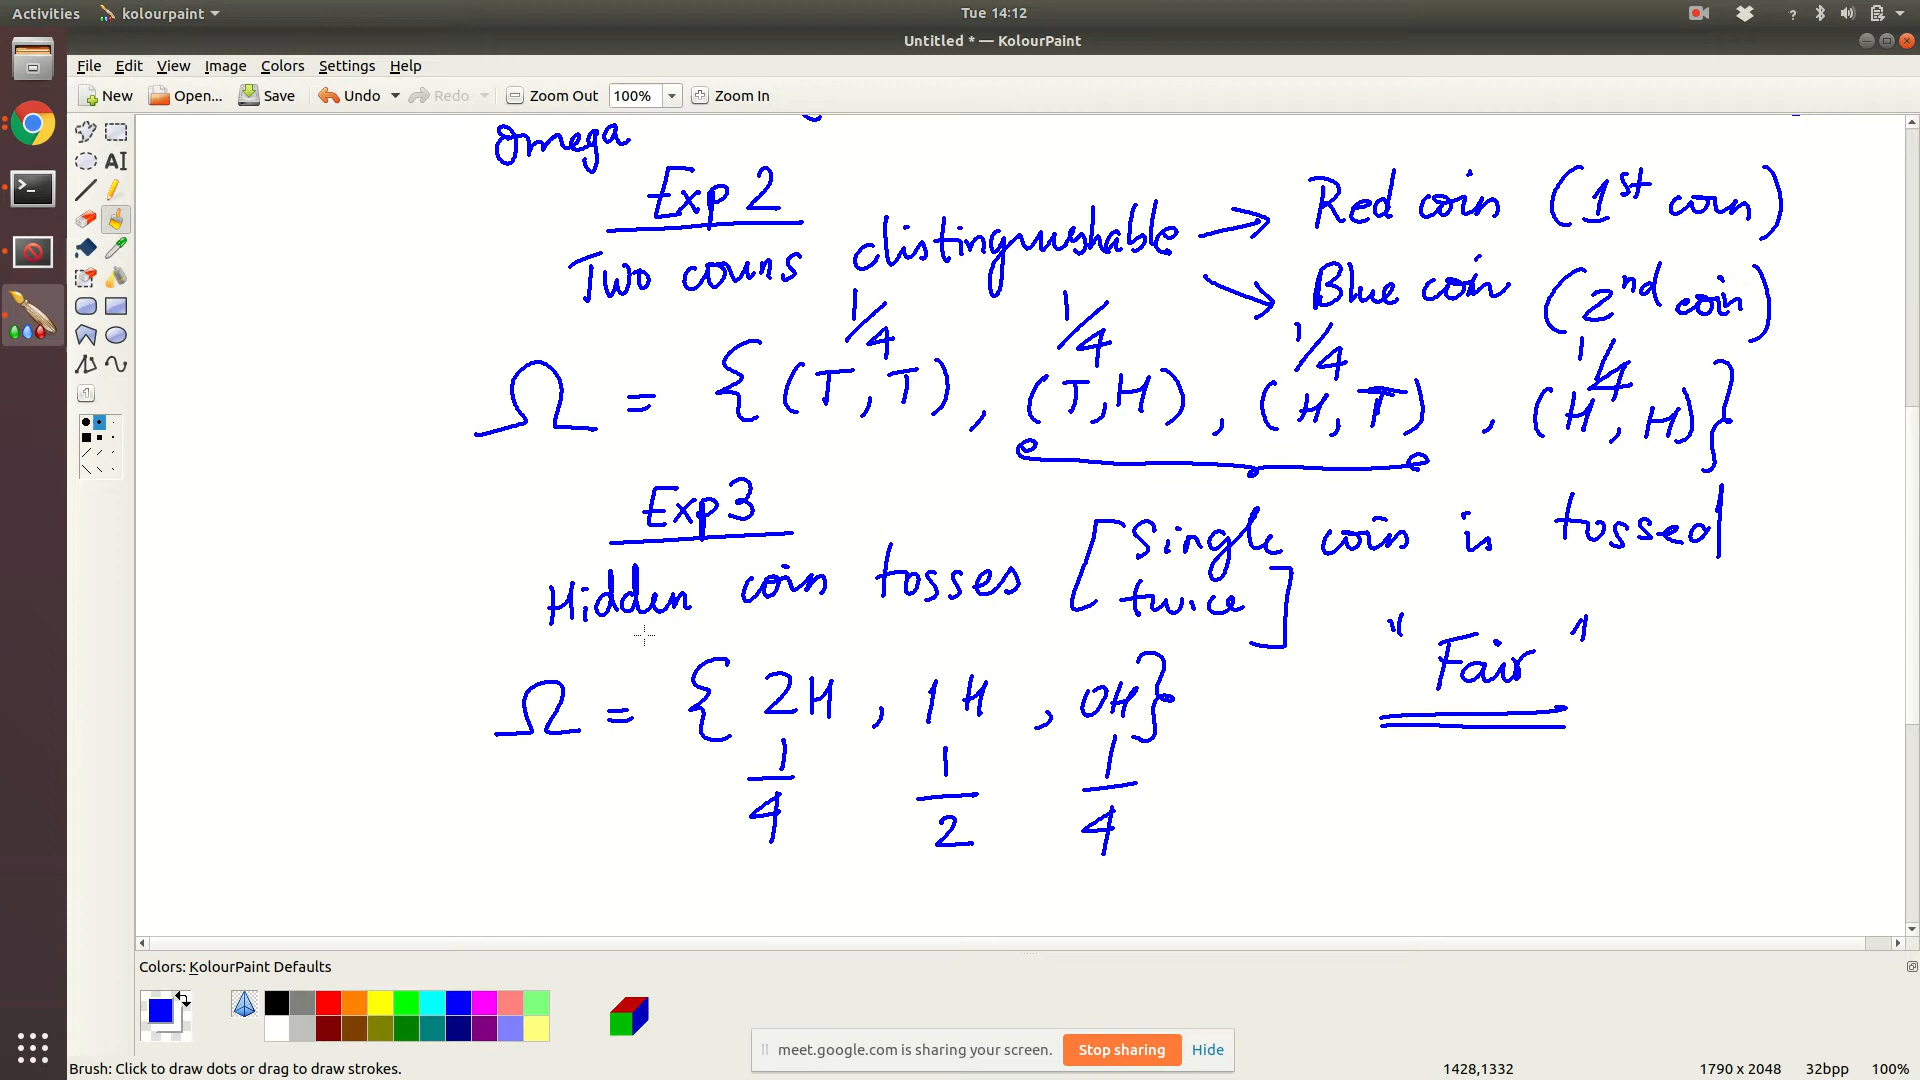 Activities kolourpaint Tue 14:12 ?
Untitled * — KolourPaint
File Edit View Image Colors Settings Help
New Open... Save Undo Redo Zoom Out 100% Zoom In
Omega
Exp 2
Two coins distinguishable → Red coin (1st coin)
→ Blue coin (2nd coin)
1/4 1/4 1/4 1/4
Ω = { (T,T), (T,H), (H,T), (H,H)}
Exp 3
Hidden coin tosses [Single coin is tossed
twice]
"Fair"
Ω = { 2H, 1H, 0H}
1/4 1/2 1/4
Colors: KolourPaint Defaults
meet.google.com is sharing your screen. Stop sharing Hide
Brush: Click to draw dots or drag to draw strokes. 1428,1332 1790 x 2048 32bpp 100%